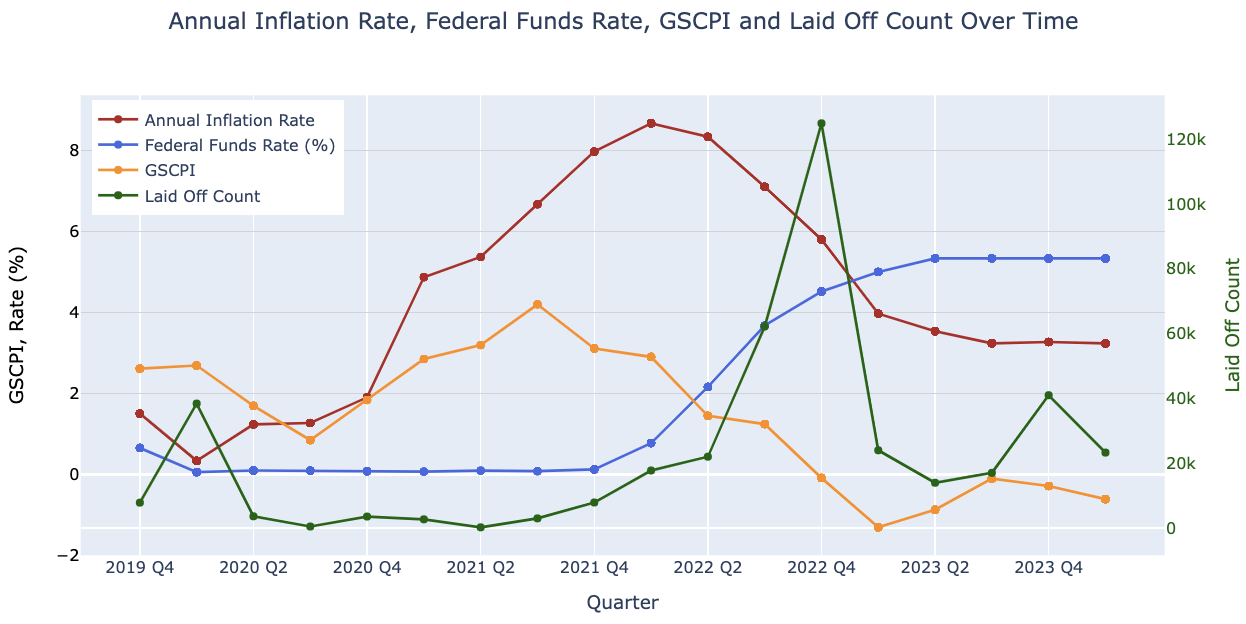 Annual Inflation Rate, Federal Funds Rate, GSCPI and Laid Off Count Over Time
Annual Inflation Rate
Federal Funds Rate (%)
GSCPI
Laid Off Count
GSCPI, Rate (%)
8
6
4
2
0
−2
120k
100k
80k
60k
40k
20k
0
Laid Off Count
2019 Q4
2020 Q2
2020 Q4
2021 Q2
2021 Q4
2022 Q2
2022 Q4
2023 Q2
2023 Q4
Quarter